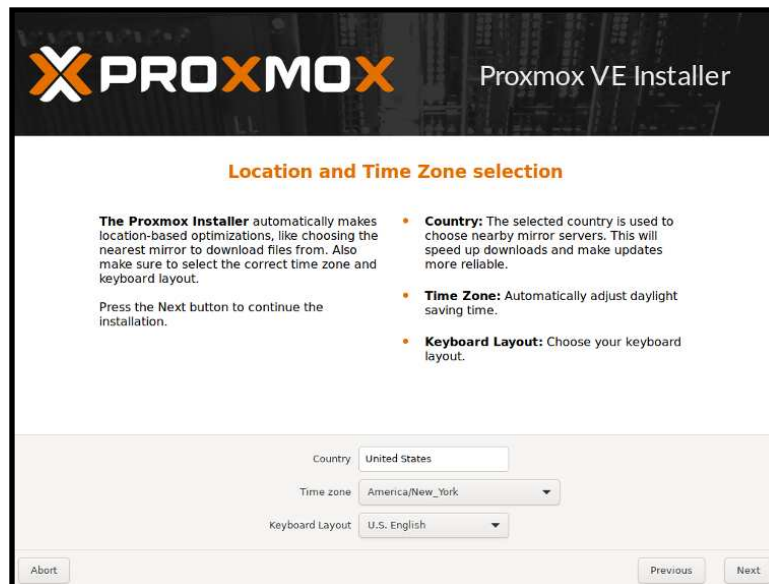 PROXMOX
Proxmox VE Installer
Location and Time Zone selection
The Proxmox Installer automatically makes
location-based optimizations, like choosing the
nearest mirror to download files from. Also
make sure to select the correct time zone and
keyboard layout.
Press the Next button to continue the
installation.
• Country: The selected country is used to
choose nearby mirror servers. This will
speed up downloads and make updates
more reliable.
• Time Zone: Automatically adjust daylight
saving time.
• Keyboard Layout: Choose your keyboard
layout.
Country United States
Time zone America/New_York
Keyboard Layout U.S. English
Abort Previous Next